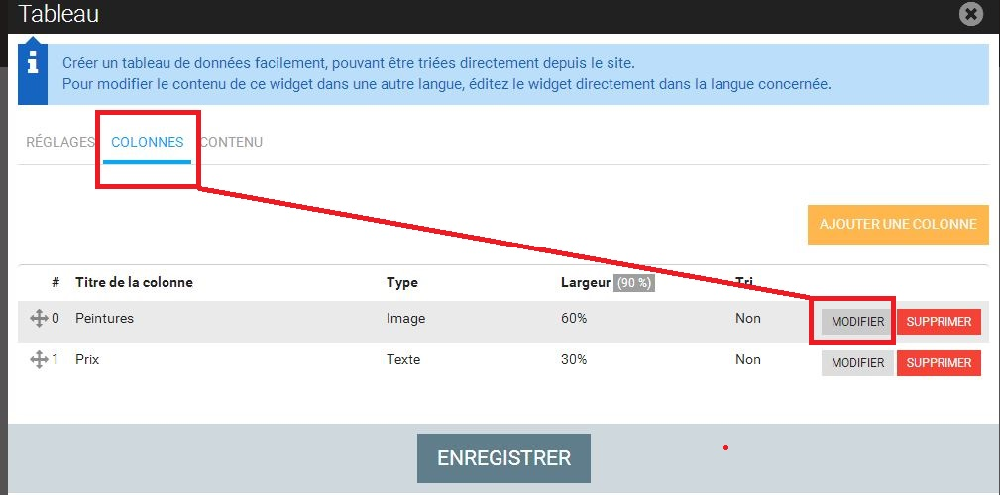 Tableau
Créer un tableau de données facilement, pouvant être triées directement depuis le site.
Pour modifier le contenu de ce widget dans une autre langue, éditez le widget directement dans la langue concernée.
RÉGLAGES COLONNES CONTENU
AJOUTER UNE COLONNE
# Titre de la colonne Type Largeur (90 %) Tri
0 Peintures Image 60% Non MODIFIER SUPPRIMER
1 Prix Texte 30% Non MODIFIER SUPPRIMER
ENREGISTRER